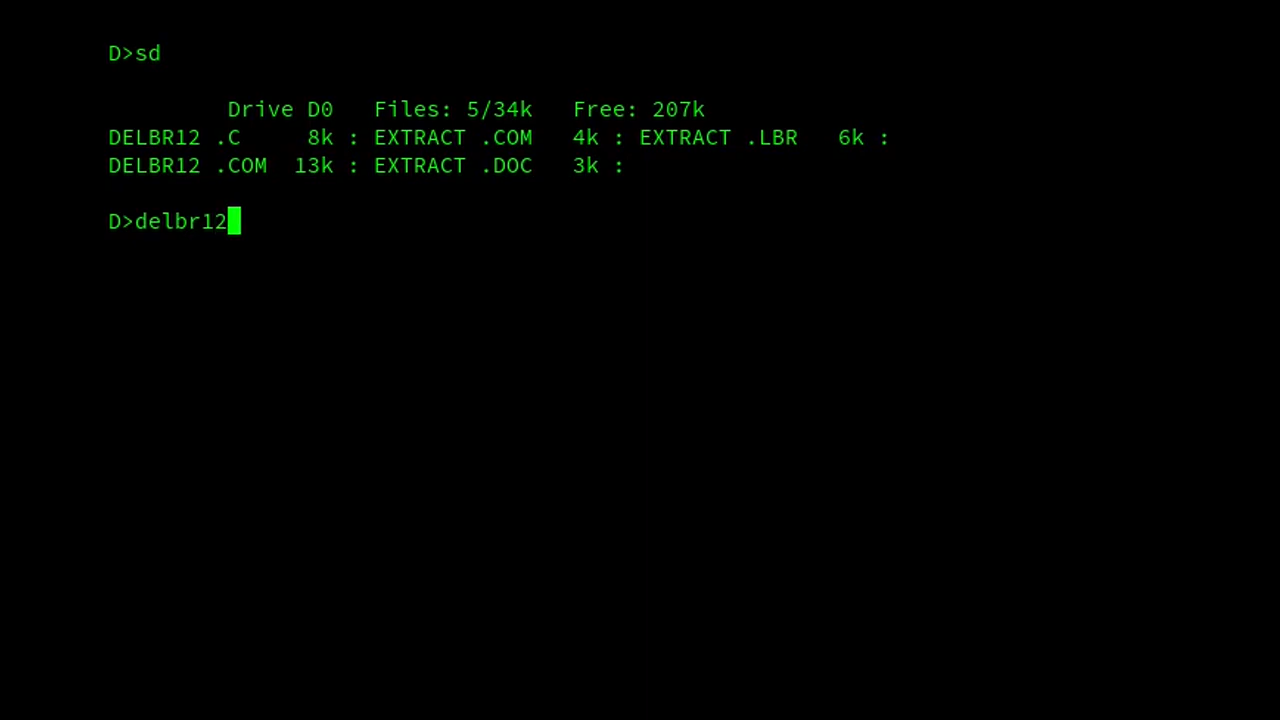 D>sd
Drive D0   Files: 5/34k   Free: 207k
DELBR12 .C     8k : EXTRACT .COM   4k : EXTRACT .LBR   6k :
DELBR12 .COM  13k : EXTRACT .DOC   3k :
D>delbr12